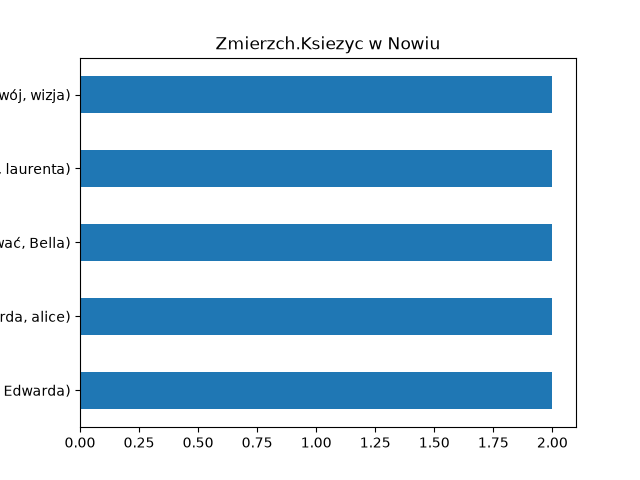 Zmierzch.Ksiezyc w Nowiu
wój, wizja)
, laurenta)
wać, Bella)
rda, alice)
Edwarda)
0.00 0.25 0.50 0.75 1.00 1.25 1.50 1.75 2.00